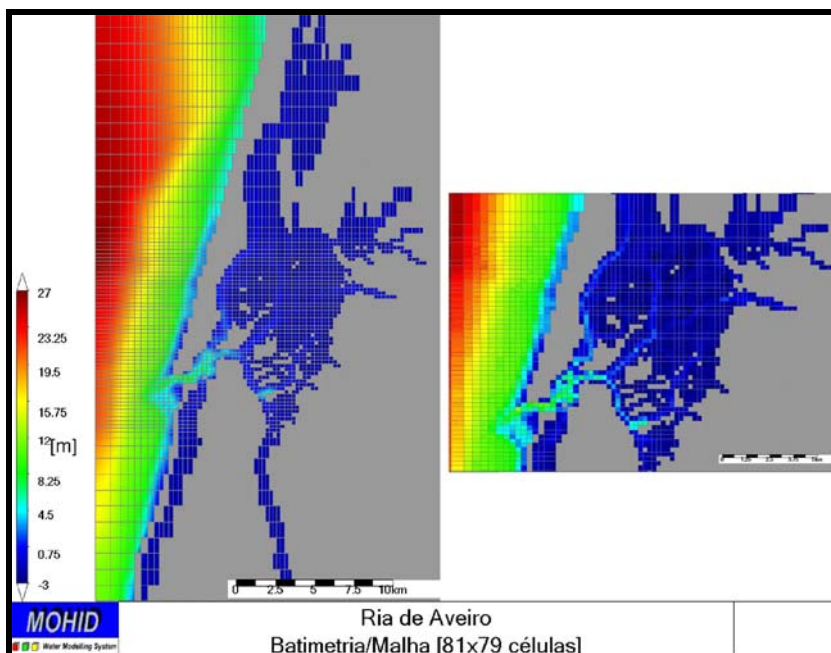 27
23.25
19.5
15.75
12
[m]
8.25
4.5
0.75
-3
0 2.5 5 7.5 10km
MOHID
Water Modelling System
Ria de Aveiro
Batimetria/Malha [81x79 células]